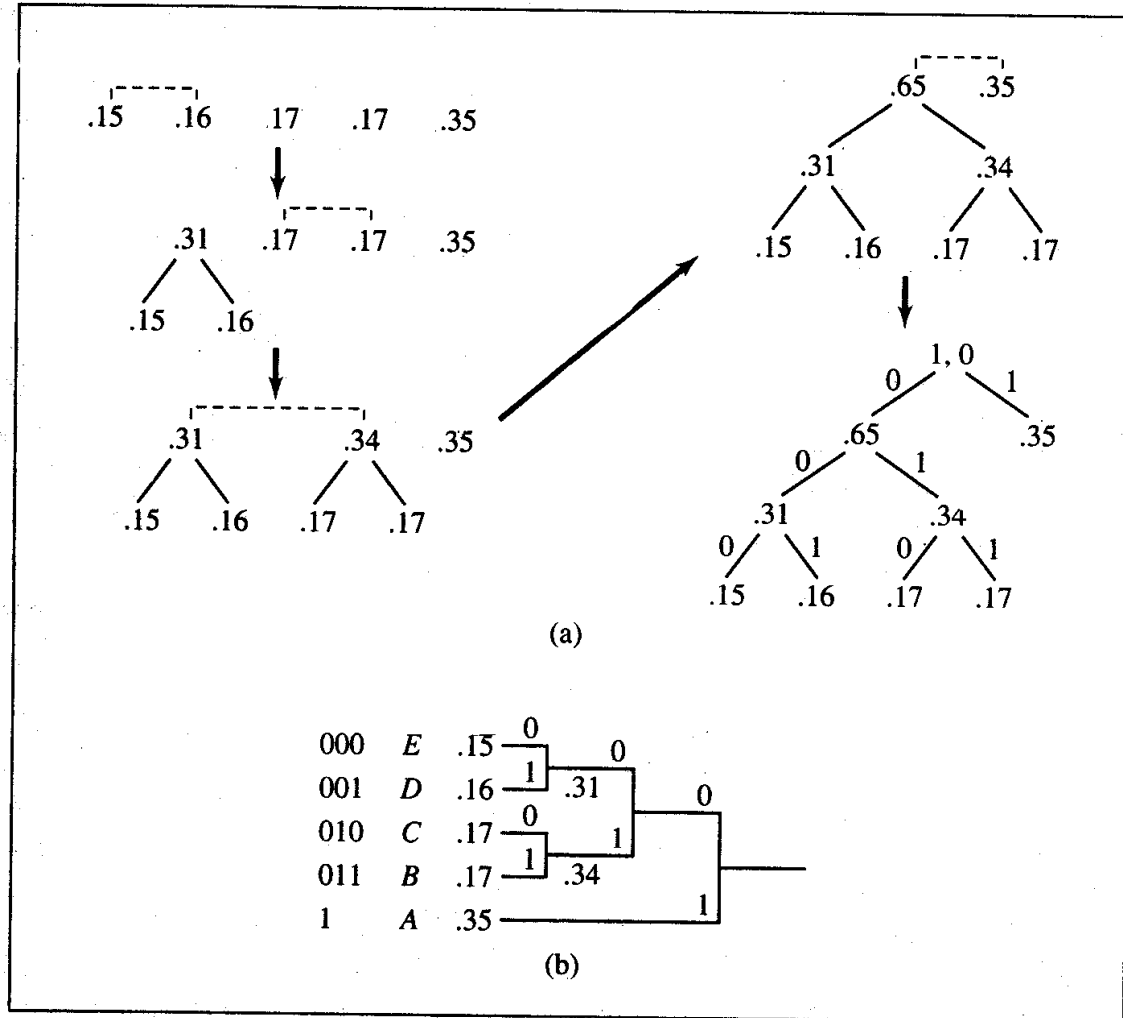 .15 .16 .17 .17 .35
.31 .17 .17 .35
.15 .16
.31 .34 .35
.15 .16 .17 .17
.65 .35
.31 .34
.15 .16 .17 .17
1, 0
0 1
.65 .35
0 1
.31 .34
0 1 0 1
.15 .16 .17 .17
(a)
000 E .15 0 0
001 D .16 1 .31 0
010 C .17 0 1
011 B .17 1 .34
1 A .35 1
(b)